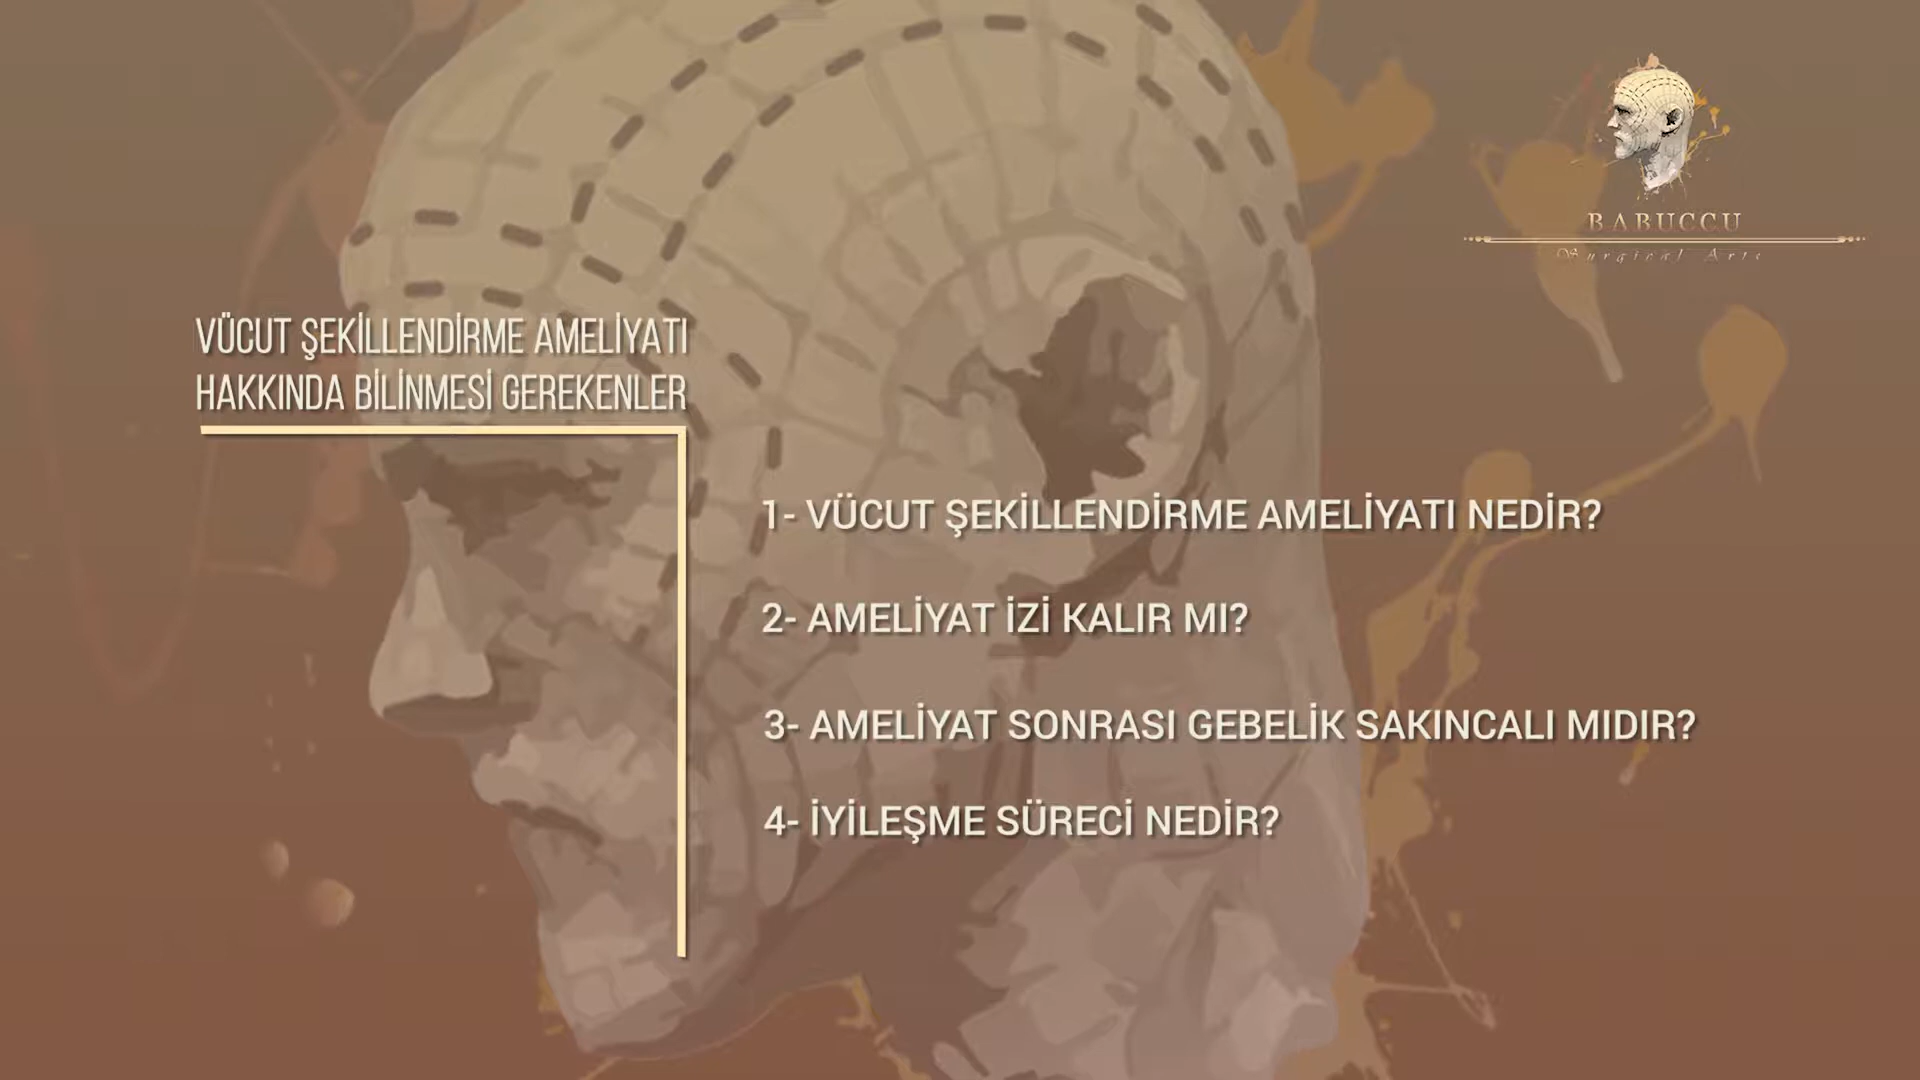 BABUCCU
Surgical Arts
VÜCUT ŞEKİLLENDİRME AMELİYATI
HAKKINDA BİLİNMESİ GEREKENLER
1- VÜCUT ŞEKİLLENDİRME AMELİYATI NEDİR?
2- AMELİYAT İZİ KALIR MI?
3- AMELİYAT SONRASI GEBELİK SAKINCALI MIDIR?
4- İYİLEŞME SÜRECİ NEDİR?